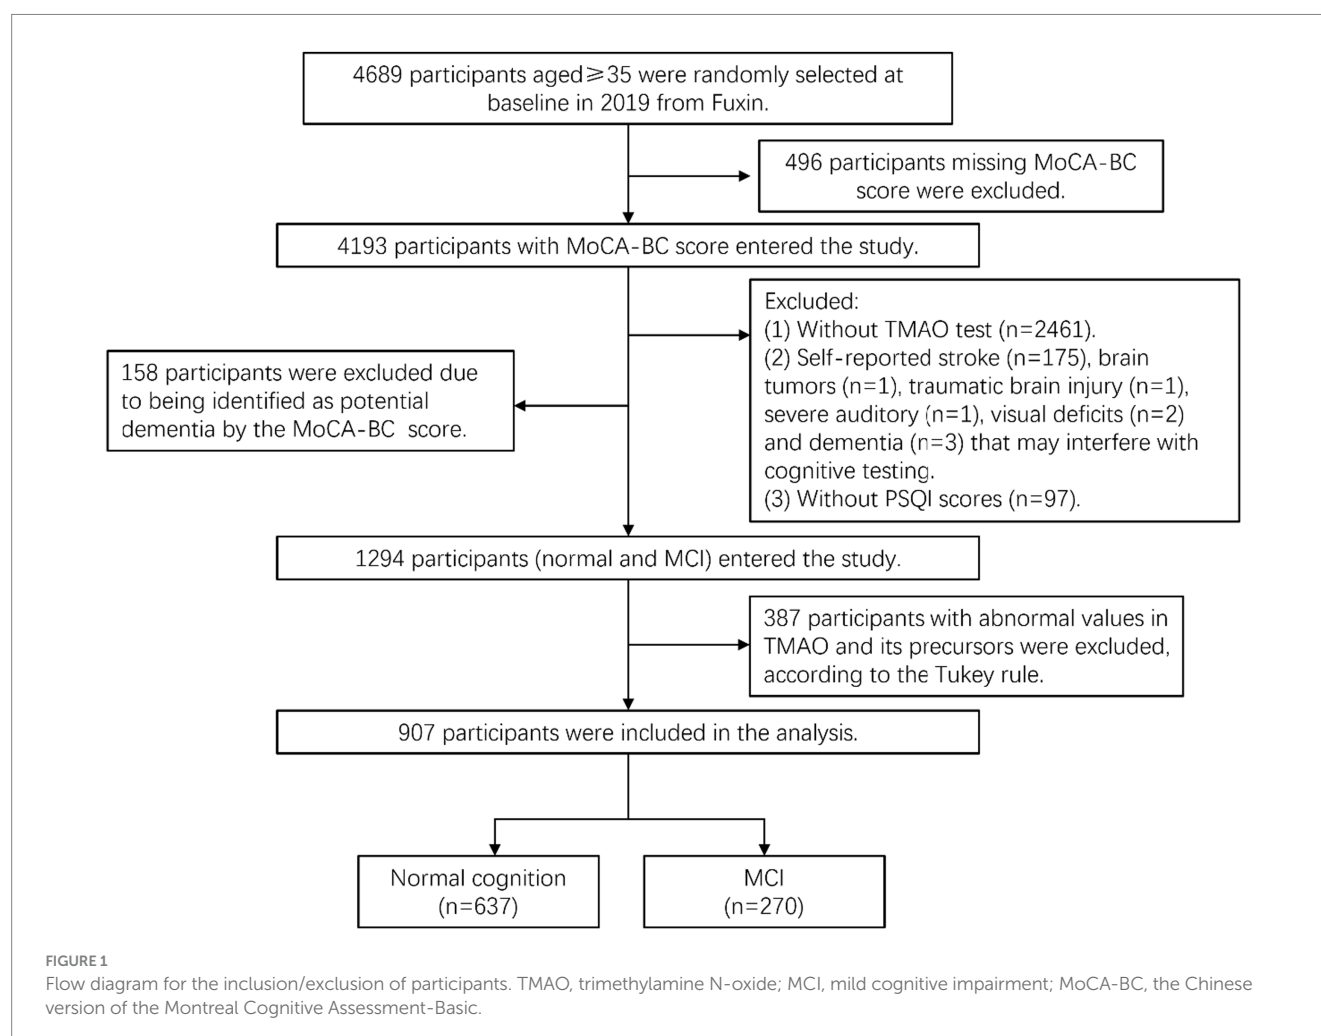 4689 participants aged≥35 were randomly selected at
baseline in 2019 from Fuxin.
496 participants missing MoCA-BC
score were excluded.
4193 participants with MoCA-BC score entered the study.
Excluded:
(1) Without TMAO test (n=2461).
(2) Self-reported stroke (n=175), brain
tumors (n=1), traumatic brain injury (n=1),
severe auditory (n=1), visual deficits (n=2)
and dementia (n=3) that may interfere with
cognitive testing.
(3) Without PSQI scores (n=97).
158 participants were excluded due
to being identified as potential
dementia by the MoCA-BC score.
1294 participants (normal and MCI) entered the study.
387 participants with abnormal values in
TMAO and its precursors were excluded,
according to the Tukey rule.
907 participants were included in the analysis.
Normal cognition
(n=637)
MCI
(n=270)
FIGURE 1
Flow diagram for the inclusion/exclusion of participants. TMAO, trimethylamine N-oxide; MCI, mild cognitive impairment; MoCA-BC, the Chinese
version of the Montreal Cognitive Assessment-Basic.